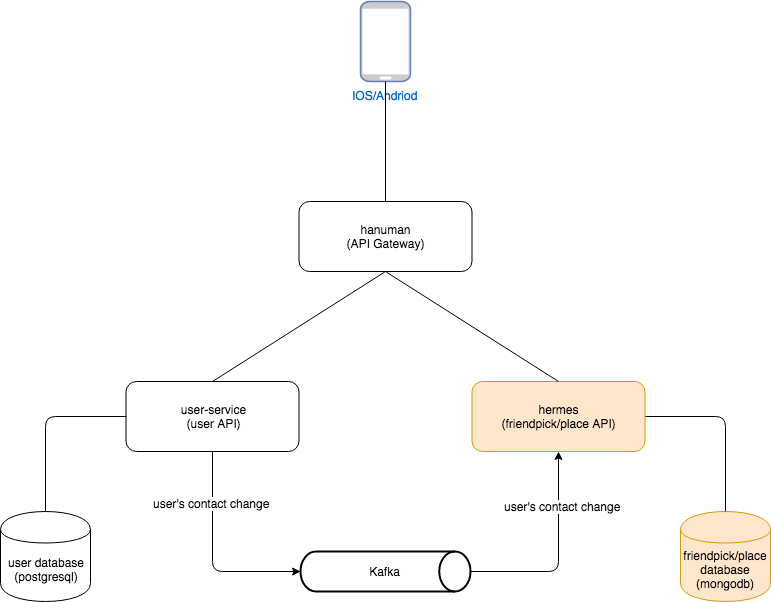 IOS/Andriod
hanuman
(API Gateway)
user-service
(user API)
hermes
(friendpick/place API)
user's contact change
user's contact change
user database
(postgresql)
Kafka
friendpick/place
database
(mongodb)